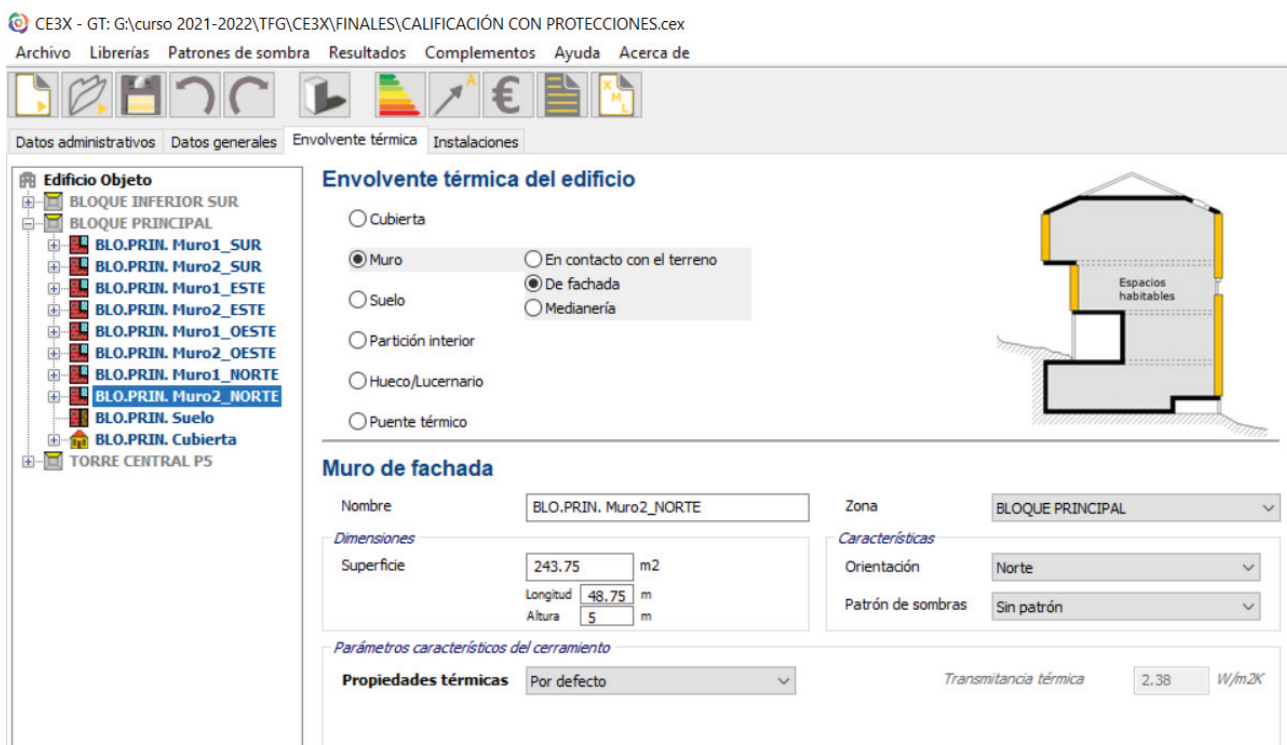 CE3X - GT: G:\curso 2021-2022\TFG\CE3X\FINALES\CALIFICACIÓN CON PROTECCIONES.cex
Archivo Librerías Patrones de sombra Resultados Complementos Ayuda Acerca de
A € X M L
Datos administrativos Datos generales Envolvente térmica Instalaciones
Edificio Objeto
BLOQUE INFERIOR SUR
BLOQUE PRINCIPAL
BLO.PRIN. Muro1_SUR
BLO.PRIN. Muro2_SUR
BLO.PRIN. Muro1_ESTE
BLO.PRIN. Muro2_ESTE
BLO.PRIN. Muro1_OESTE
BLO.PRIN. Muro2_OESTE
BLO.PRIN. Muro1_NORTE
BLO.PRIN. Muro2_NORTE
BLO.PRIN. Suelo
BLO.PRIN. Cubierta
TORRE CENTRAL P5
Envolvente térmica del edificio
Cubierta
Muro En contacto con el terreno
De fachada
Suelo
Medianería
Partición interior
Hueco/Lucernario
Puente térmico
Espacios
habitables
Muro de fachada
Nombre BLO.PRIN. Muro2_NORTE Zona BLOQUE PRINCIPAL
Dimensiones
Superficie 243.75 m2
Longitud 48.75 m
Altura 5 m
Características
Orientación Norte
Patrón de sombras Sin patrón
Parámetros característicos del cerramiento
Propiedades térmicas Por defecto Transmitancia térmica 2.38 W/m2K